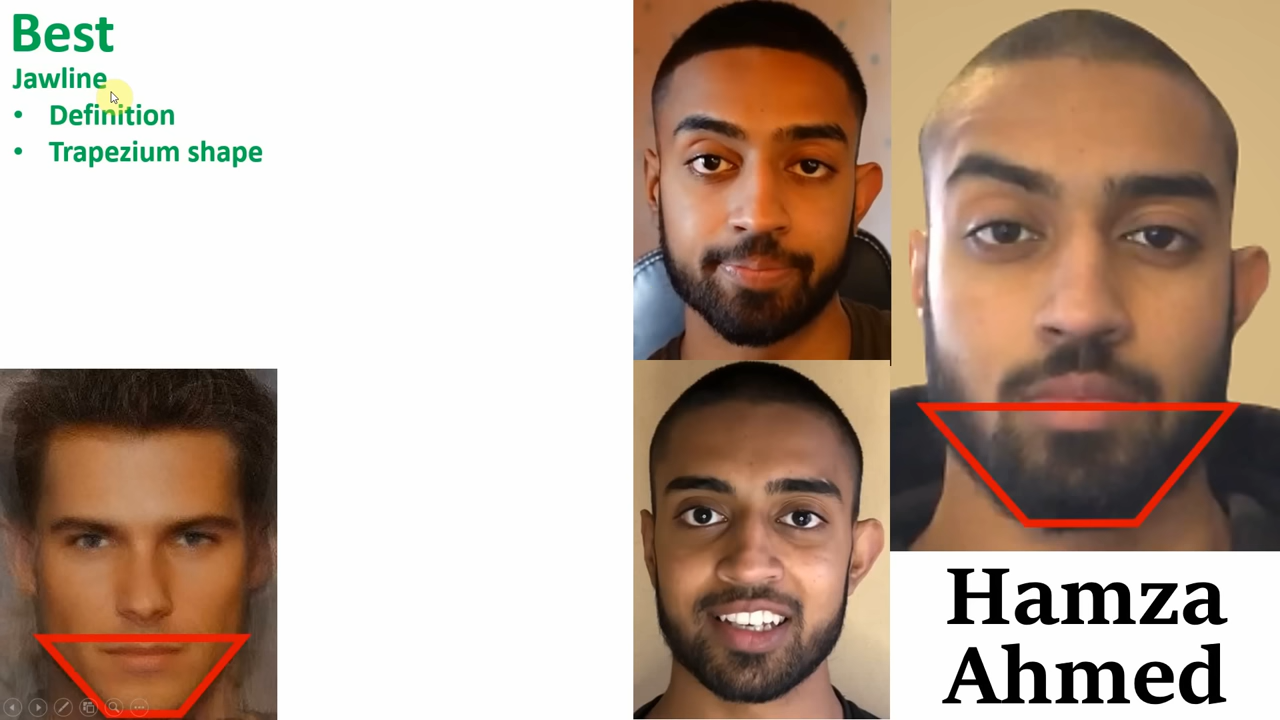 Best
Jawline
• Definition
• Trapezium shape
Hamza
Ahmed